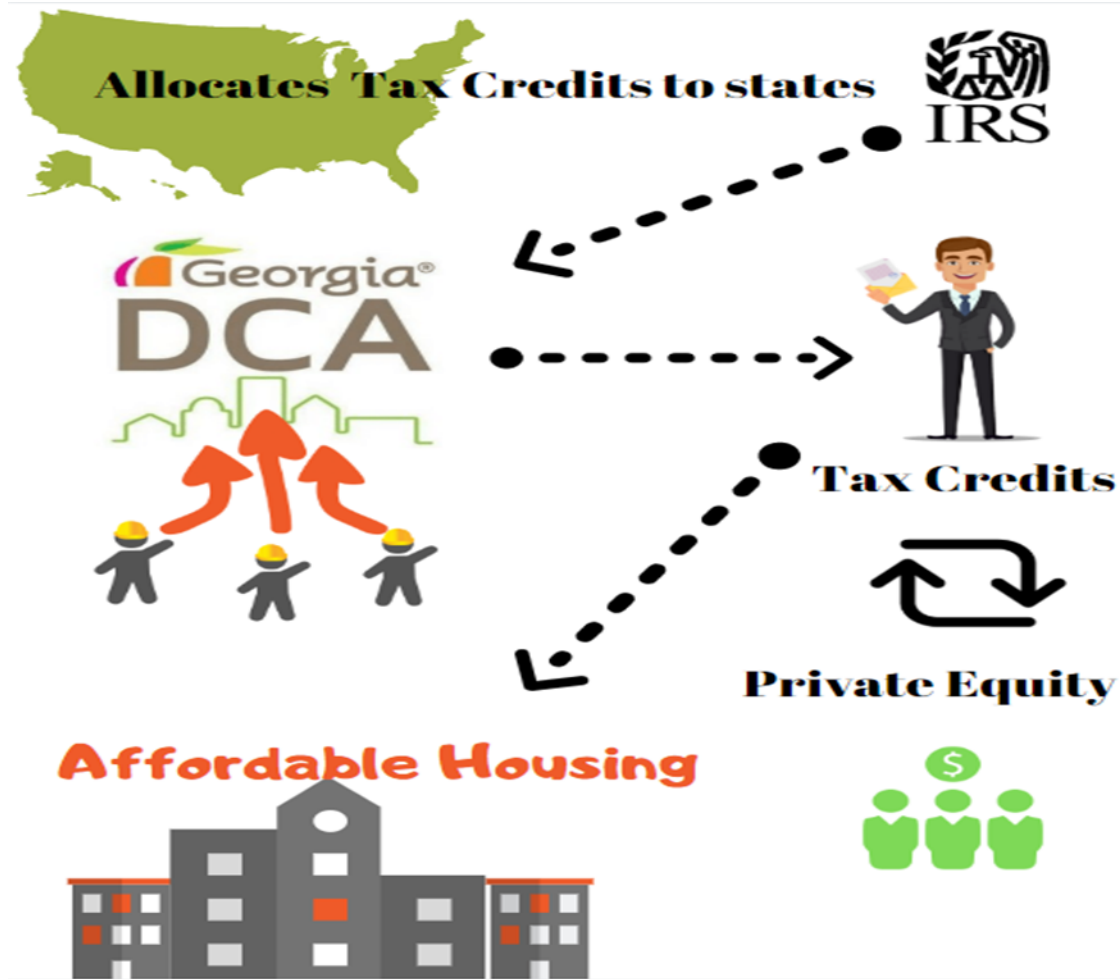 Allocates Tax Credits to states
IRS
Georgia®
DCA
Tax Credits
Private Equity
Affordable Housing
$